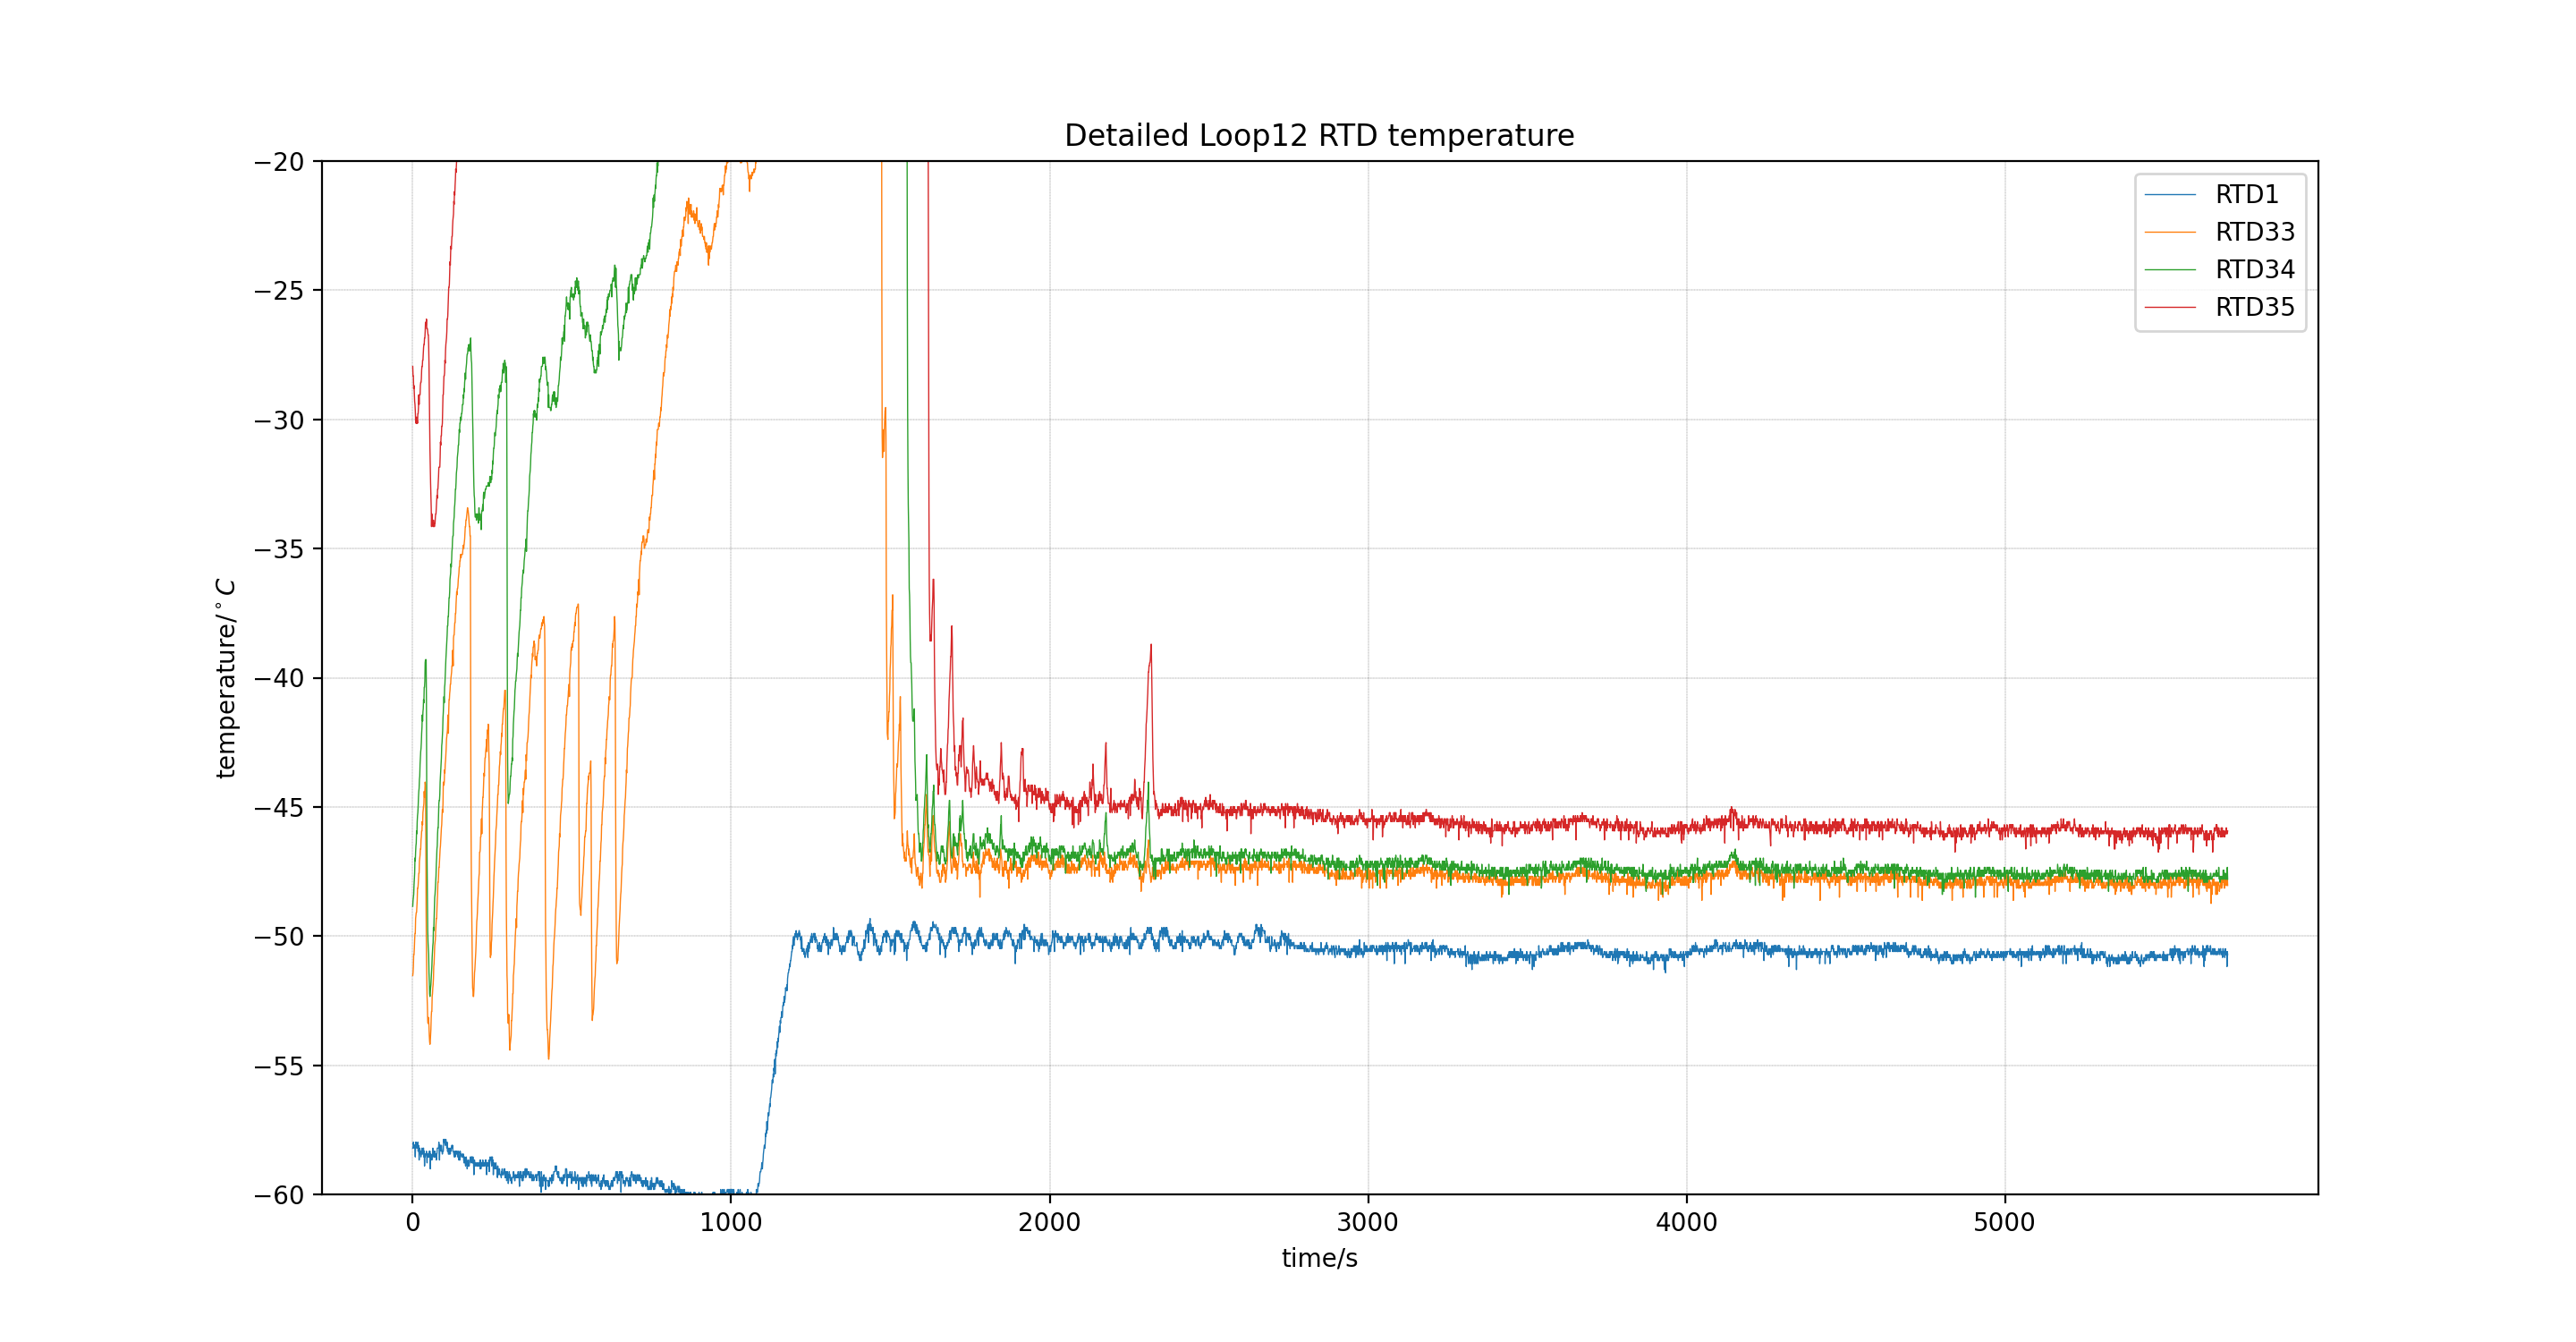 Detailed Loop12 RTD temperature
−20
−25
−30
−35
−40
−45
−50
−55
−60
temperature/°C
0 1000 2000 3000 4000 5000
time/s
RTD1
RTD33
RTD34
RTD35